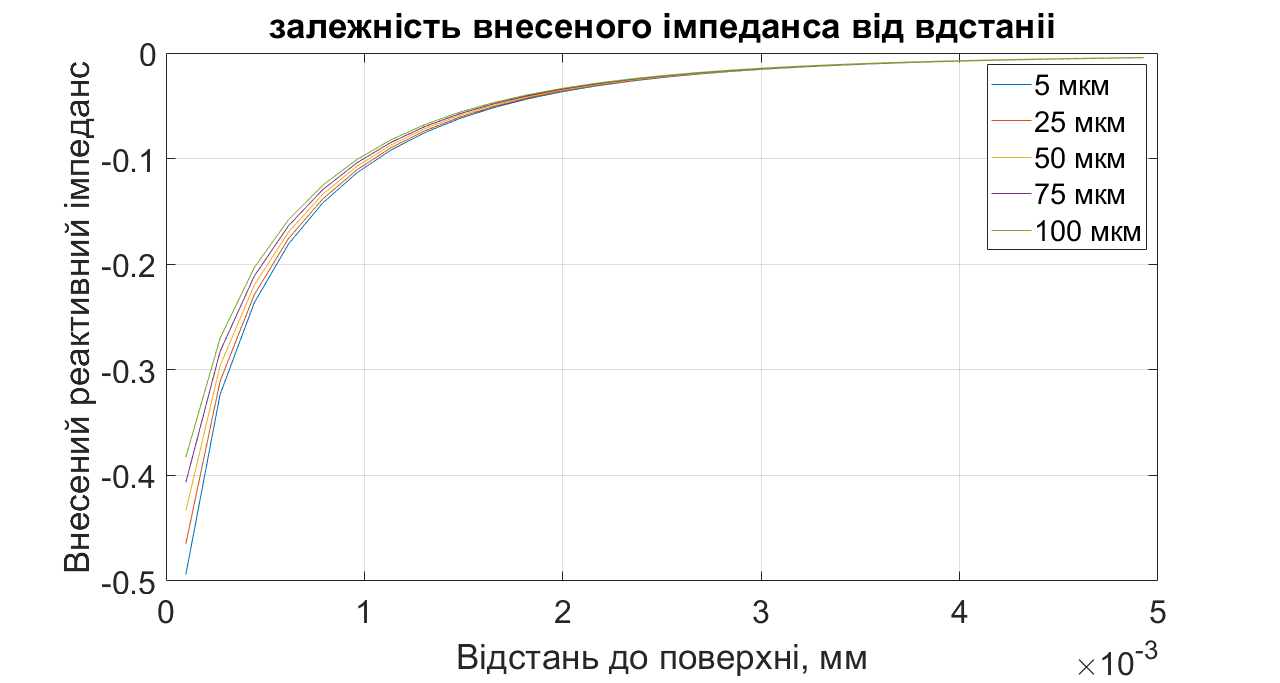 залежність внесеного імпеданса від вдстаніі
Внесений реактивний імпеданс
0
-0.1
-0.2
-0.3
-0.4
-0.5
0 1 2 3 4 5
×10-3
Відстань до поверхні, мм
5 мкм
25 мкм
50 мкм
75 мкм
100 мкм